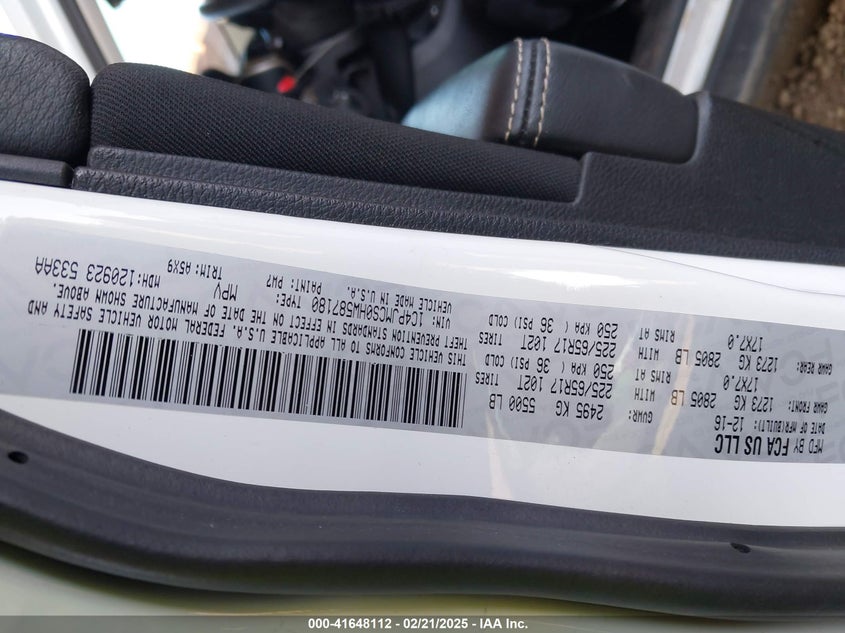 MFD BY FCA US LLC
DATE OF MFR(BUILT): 12-16
GVWR: 2495 KG 5500 LB
GAWR FRONT: 1273 KG 2805 LB WITH 225/65R17 102T TIRES
17X7.0 RIMS AT 250 KPA ( 36 PSI) COLD
GAWR REAR: 1273 KG 2805 LB WITH 225/65R17 102T TIRES
17X7.0 RIMS AT 250 KPA ( 36 PSI) COLD
THIS VEHICLE CONFORMS TO ALL APPLICABLE U.S.A. FEDERAL MOTOR VEHICLE SAFETY AND
THEFT PREVENTION STANDARDS IN EFFECT ON THE DATE OF MANUFACTURE SHOWN ABOVE.
VIN: 1C4PJMCS0HW587180 TYPE: MPV MDH:120923 533AA
VEHICLE MADE IN U.S.A. PAINT: PW7 TRIM: A5X9
000-41648112 - 02/21/2025 - IAA Inc.